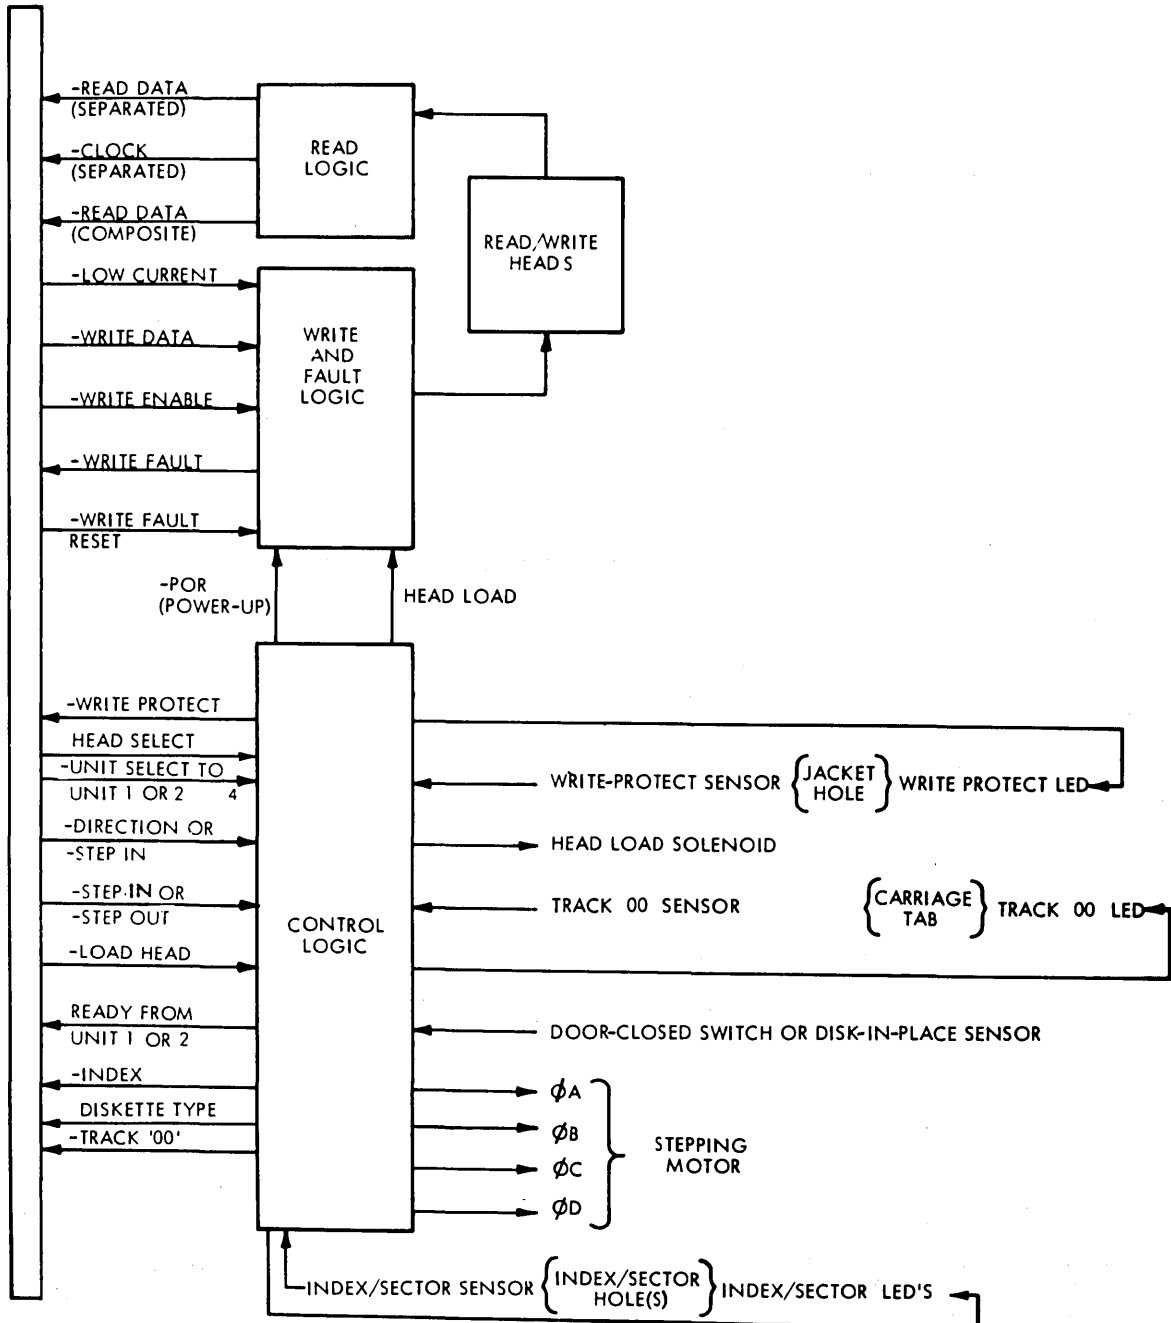 -READ DATA
(SEPARATED)
-CLOCK
(SEPARATED)
-READ DATA
(COMPOSITE)
READ
LOGIC
READ/WRITE
HEADS
-LOW CURRENT
-WRITE DATA
-WRITE ENABLE
-WRITE FAULT
-WRITE FAULT
RESET
WRITE
AND
FAULT
LOGIC
-POR
(POWER-UP)
HEAD LOAD
-WRITE PROTECT
HEAD SELECT
-UNIT SELECT TO
UNIT 1 OR 2 4
-DIRECTION OR
-STEP IN
-STEP IN OR
-STEP OUT
-LOAD HEAD
READY FROM
UNIT 1 OR 2
-INDEX
DISKETTE TYPE
-TRACK '00'
CONTROL
LOGIC
WRITE-PROTECT SENSOR
JACKET
HOLE
WRITE PROTECT LED
HEAD LOAD SOLENOID
TRACK 00 SENSOR
CARRIAGE
TAB
TRACK 00 LED
DOOR-CLOSED SWITCH OR DISK-IN-PLACE SENSOR
ØA
ØB
ØC
ØD
STEPPING
MOTOR
INDEX/SECTOR SENSOR
INDEX/SECTOR
HOLE(S)
INDEX/SECTOR LED'S